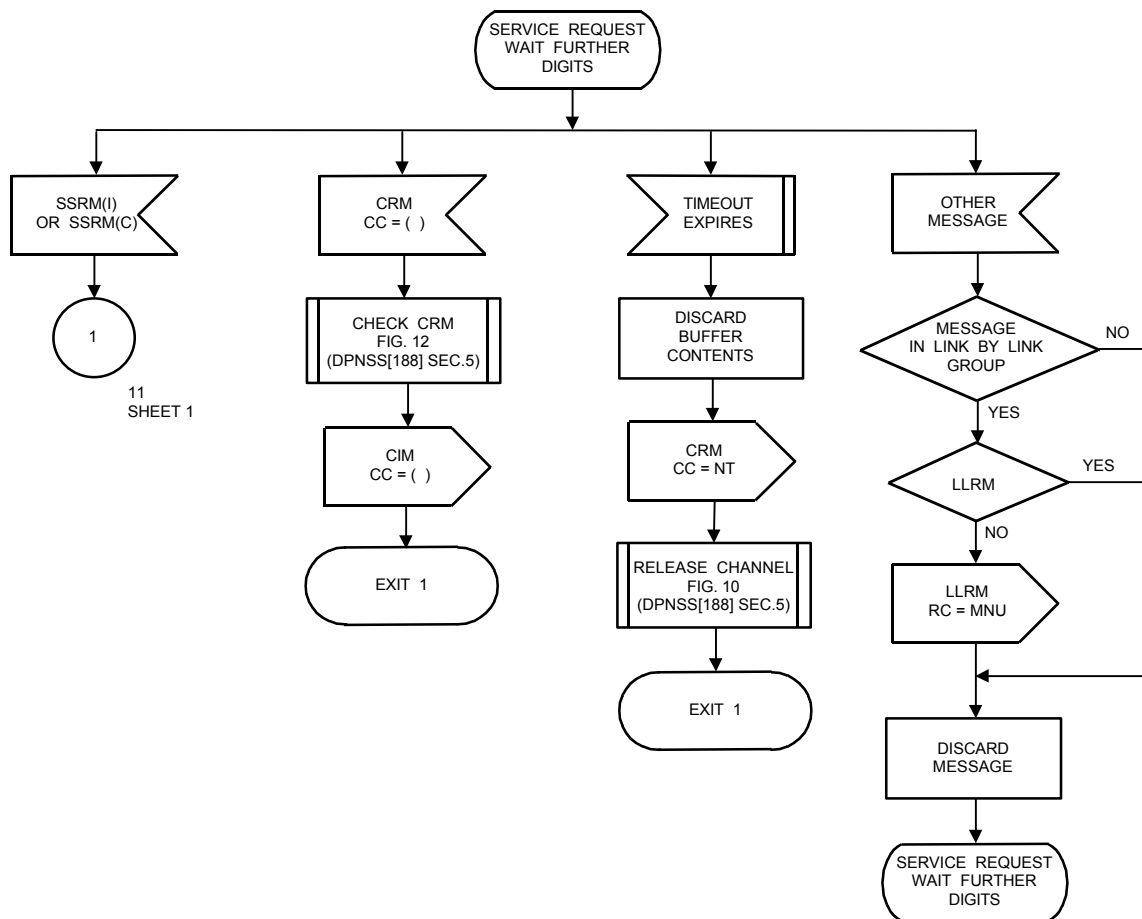 SERVICE REQUEST
WAIT FURTHER
DIGITS
SSRM(I)
OR SSRM(C)
1
11
SHEET 1
CRM
CC = ( )
CHECK CRM
FIG. 12
(DPNSS[188] SEC.5)
CIM
CC = ( )
EXIT 1
TIMEOUT
EXPIRES
DISCARD
BUFFER
CONTENTS
CRM
CC = NT
RELEASE CHANNEL
FIG. 10
(DPNSS[188] SEC.5)
EXIT 1
OTHER
MESSAGE
MESSAGE
IN LINK BY LINK
GROUP
NO
YES
LLRM
YES
NO
LLRM
RC = MNU
DISCARD
MESSAGE
SERVICE REQUEST
WAIT FURTHER
DIGITS